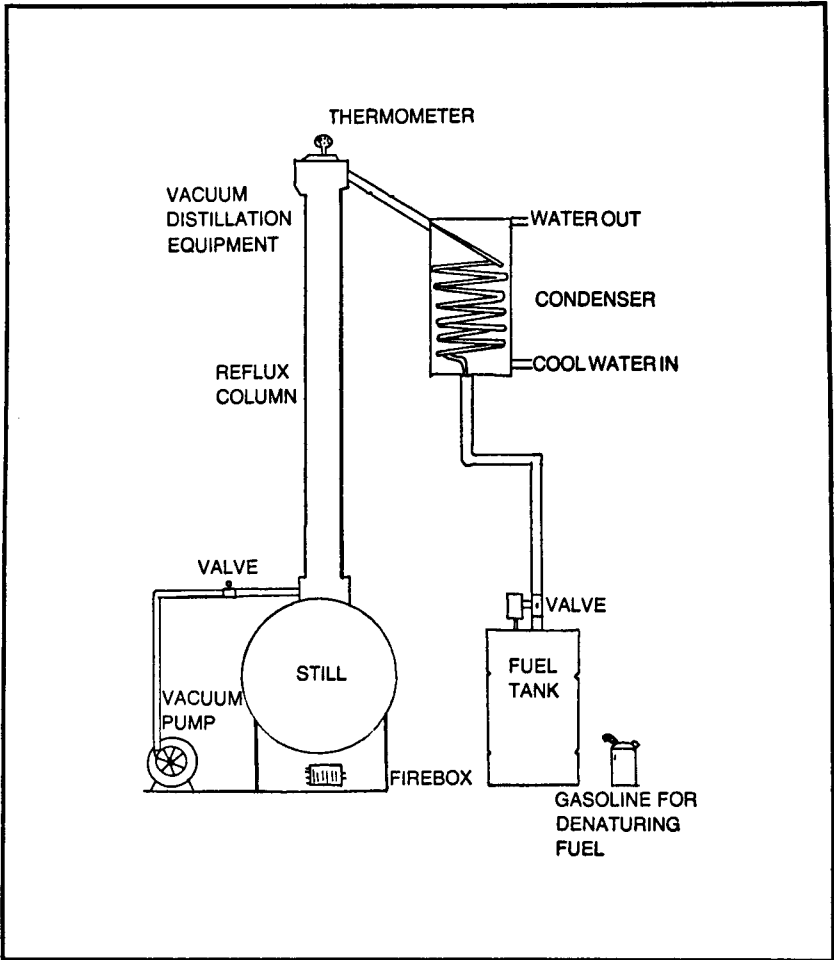 THERMOMETER
VACUUM
DISTILLATION
EQUIPMENT
WATER OUT
CONDENSER
COOL WATER IN
REFLUX
COLUMN
VALVE
VALVE
STILL
FUEL
TANK
VACUUM
PUMP
FIREBOX
GASOLINE FOR
DENATURING
FUEL